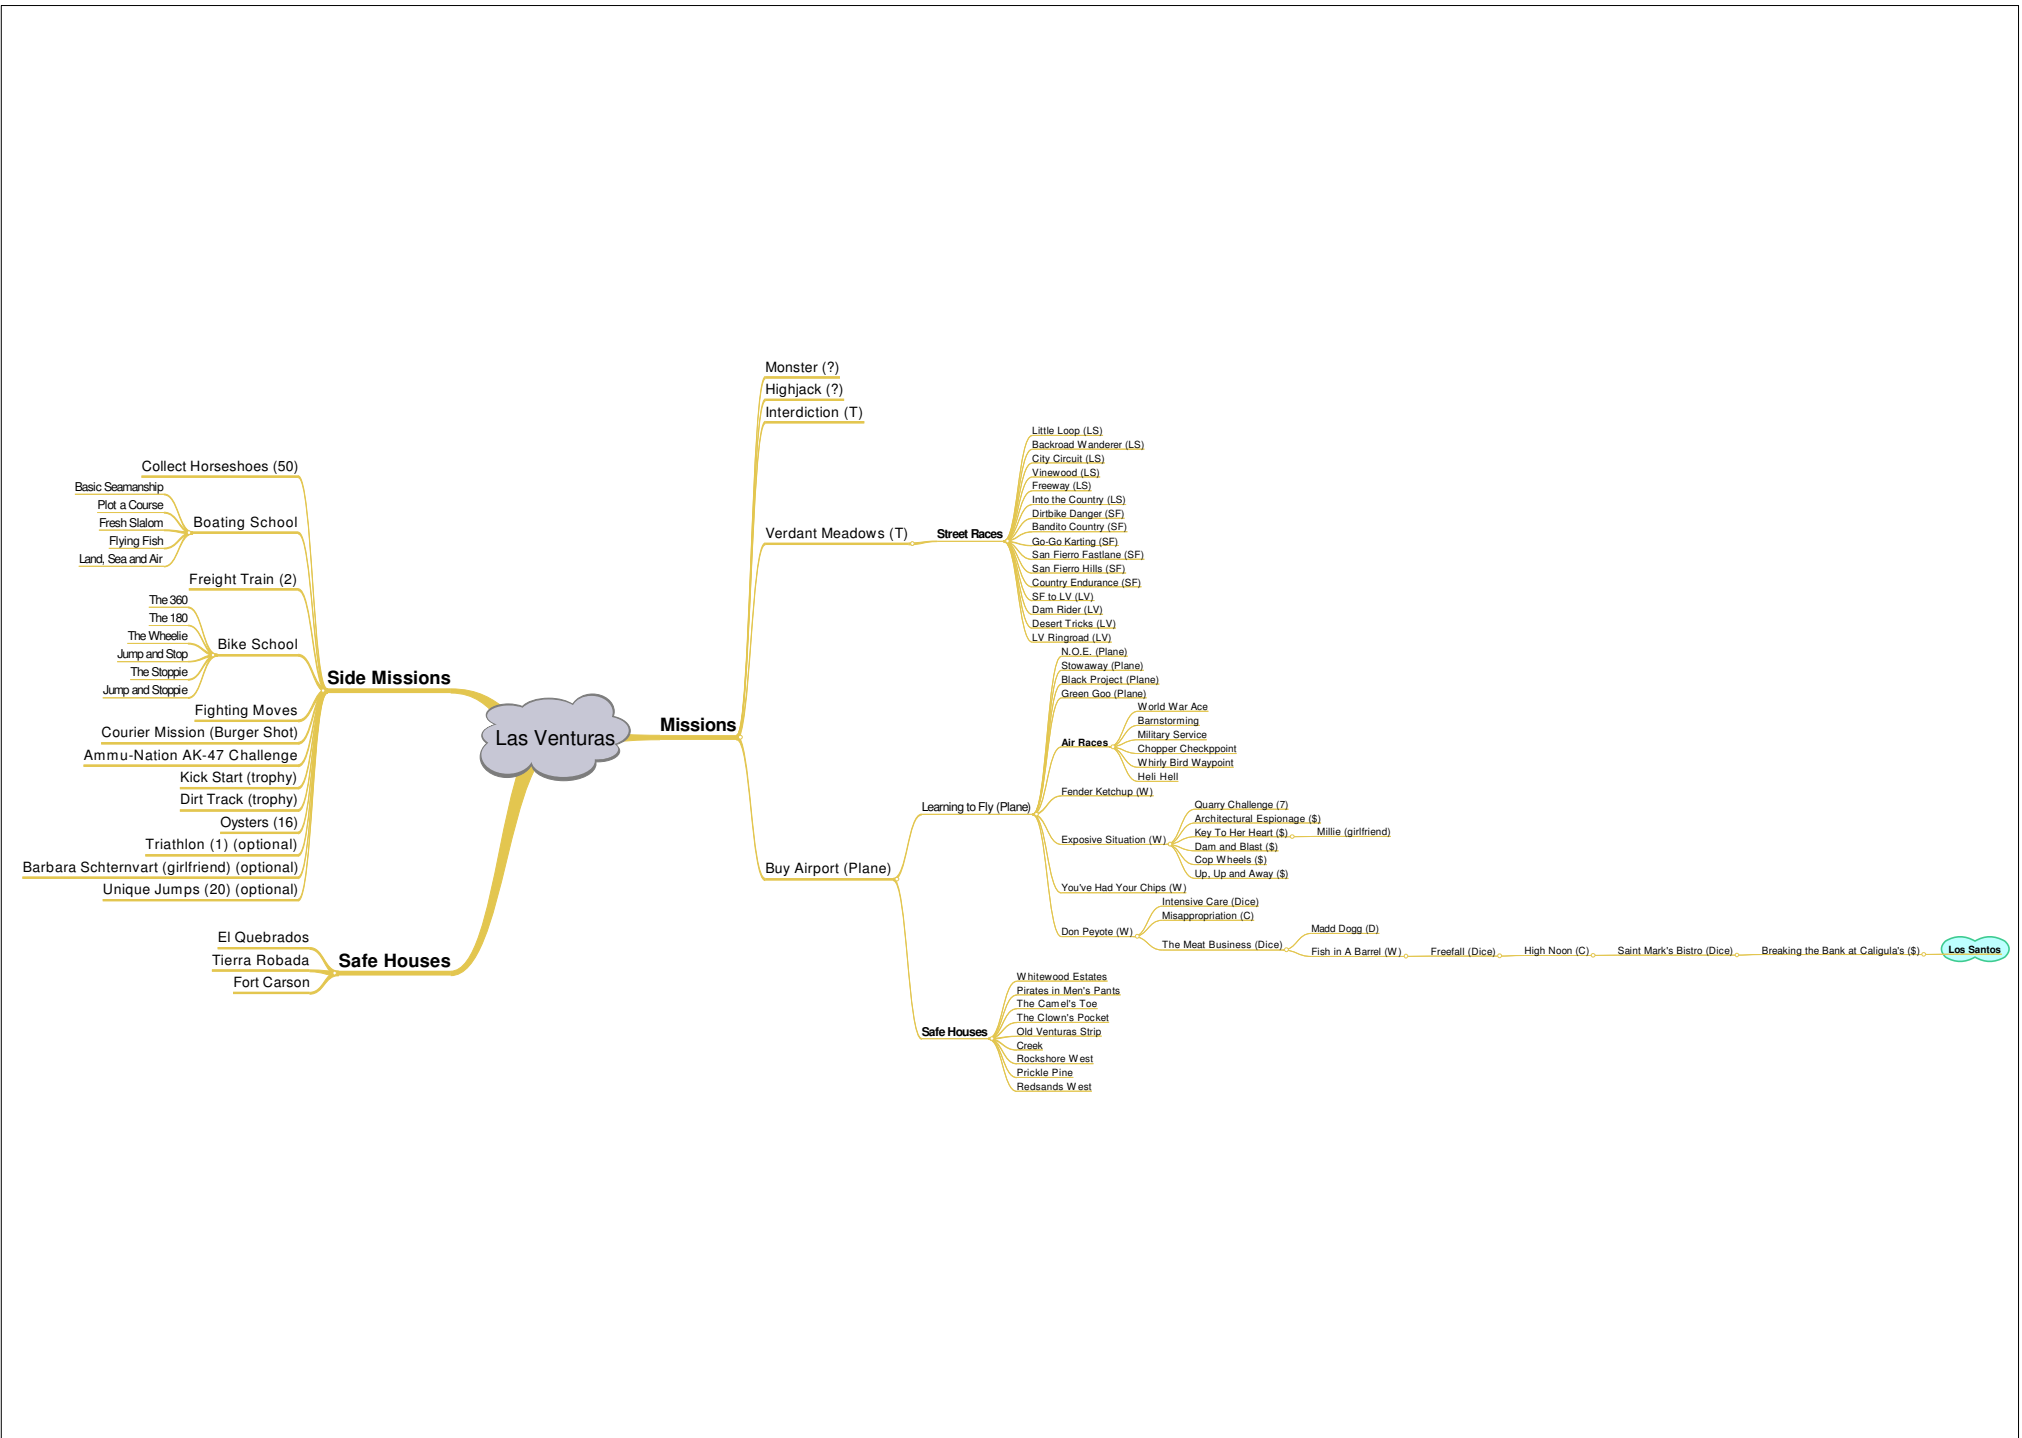 Las Venturas
Side Missions
Collect Horseshoes (50)
Boating School
Basic Seamanship
Plot a Course
Fresh Slalom
Flying Fish
Land, Sea and Air
Freight Train (2)
Bike School
The 360
The 180
The Wheelie
Jump and Stop
The Stoppie
Jump and Stoppie
Fighting Moves
Courier Mission (Burger Shot)
Ammu-Nation AK-47 Challenge
Kick Start (trophy)
Dirt Track (trophy)
Oysters (16)
Triathlon (1) (optional)
Barbara Schternvart (girlfriend) (optional)
Unique Jumps (20) (optional)
Safe Houses
El Quebrados
Tierra Robada
Fort Carson
Missions
Monster (?)
Highjack (?)
Interdiction (T)
Verdant Meadows (T)
Street Races
Little Loop (LS)
Backroad Wanderer (LS)
City Circuit (LS)
Vinewood (LS)
Freeway (LS)
Into the Country (LS)
Dirtbike Danger (SF)
Bandito Country (SF)
Go-Go Karting (SF)
San Fierro Fastlane (SF)
San Fierro Hills (SF)
Country Endurance (SF)
SF to LV (LV)
Dam Rider (LV)
Desert Tricks (LV)
LV Ringroad (LV)
Buy Airport (Plane)
Learning to Fly (Plane)
N.O.E. (Plane)
Stowaway (Plane)
Black Project (Plane)
Green Goo (Plane)
Air Races
World War Ace
Barnstorming
Military Service
Chopper Checkppoint
Whirly Bird Waypoint
Heli Hell
Fender Ketchup (W)
Exposive Situation (W)
Quarry Challenge (7)
Architectural Espionage ($)
Key To Her Heart ($)
Millie (girlfriend)
Dam and Blast ($)
Cop Wheels ($)
Up, Up and Away ($)
You've Had Your Chips (W)
Don Peyote (W)
Intensive Care (Dice)
Misappropriation (C)
The Meat Business (Dice)
Madd Dogg (D)
Fish in A Barrel (W)
Freefall (Dice)
High Noon (C)
Saint Mark's Bistro (Dice)
Breaking the Bank at Caligula's ($)
Los Santos
Safe Houses
Whitewood Estates
Pirates in Men's Pants
The Camel's Toe
The Clown's Pocket
Old Venturas Strip
Creek
Rockshore West
Prickle Pine
Redsands West